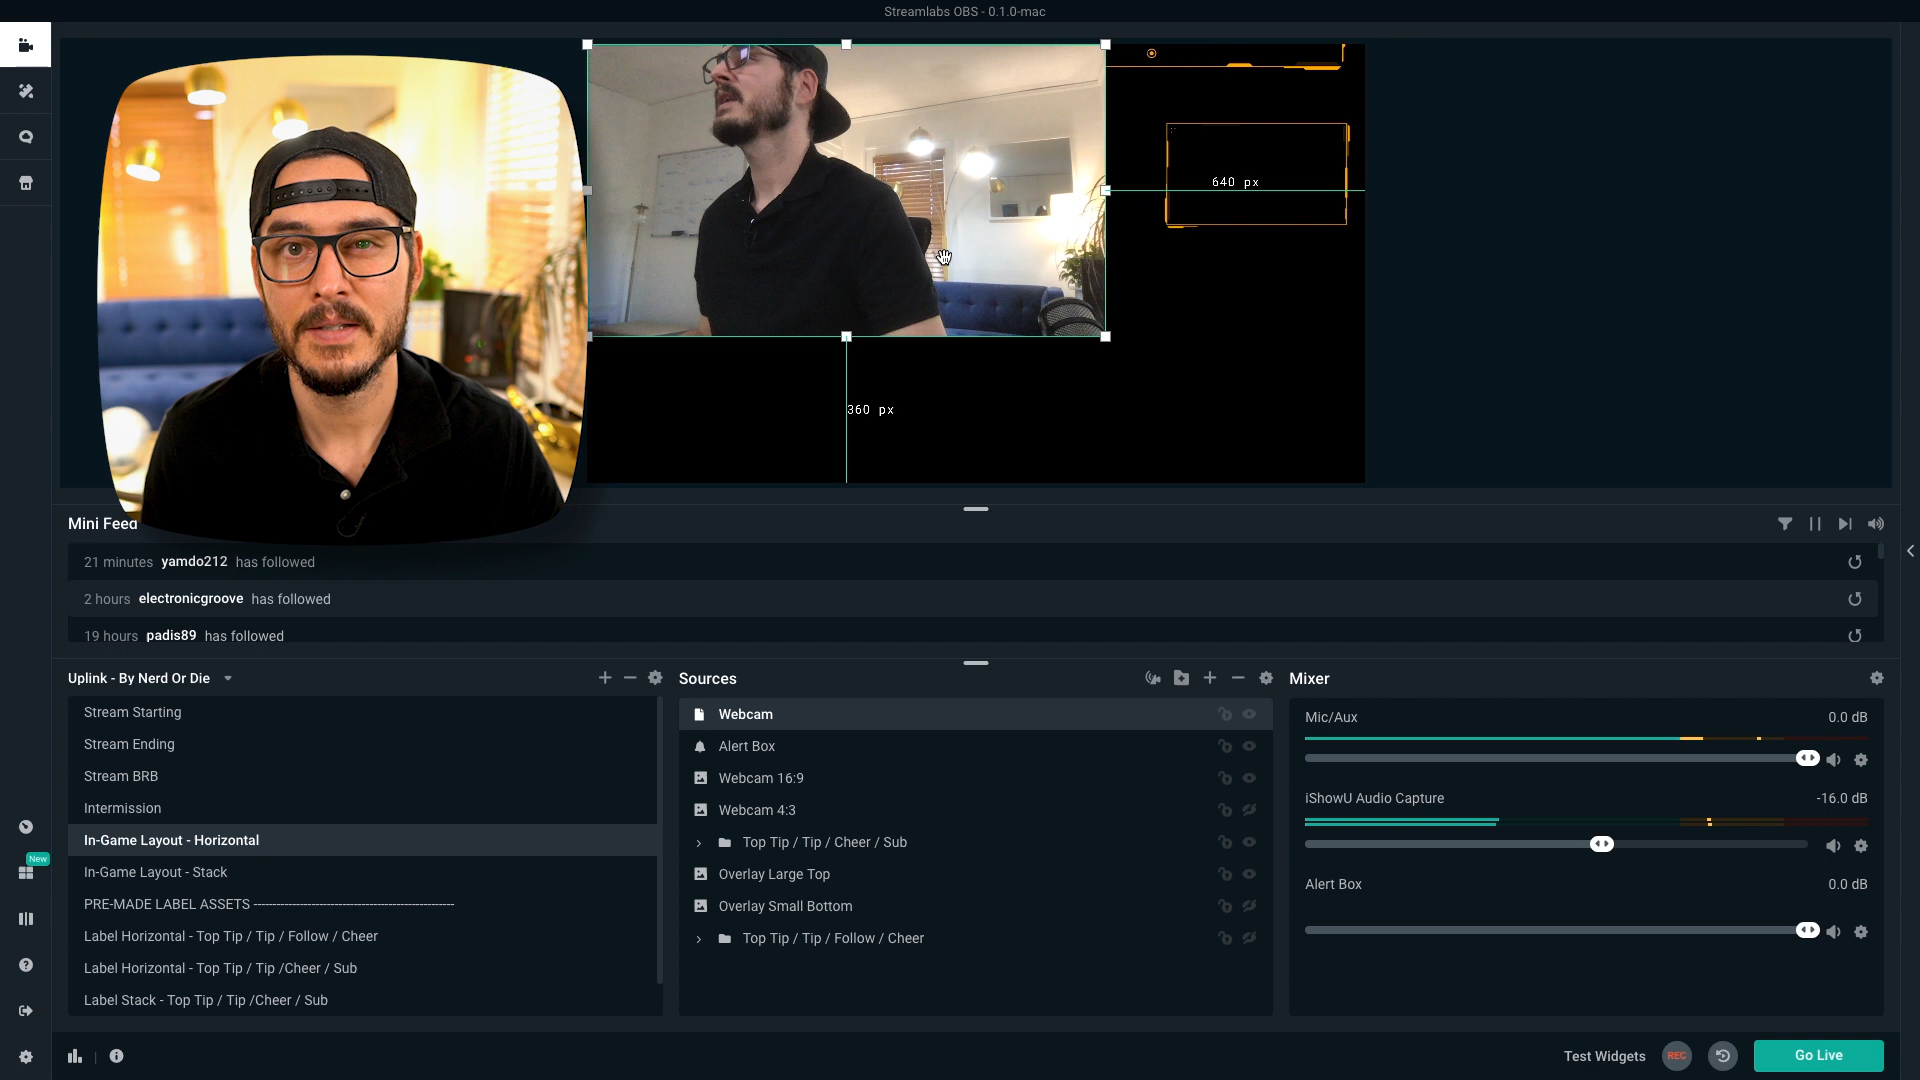 Streamlabs OBS - 0.1.0-mac
640 px
360 px
Mini Feed
21 minutes yamdo212 has followed
2 hours electronicgroove has followed
19 hours padis89 has followed
Uplink - By Nerd Or Die
Stream Starting
Stream Ending
Stream BRB
Intermission
In-Game Layout - Horizontal
In-Game Layout - Stack
PRE-MADE LABEL ASSETS --------------------------------------------------
Label Horizontal - Top Tip / Tip / Follow / Cheer
Label Horizontal - Top Tip / Tip /Cheer / Sub
Label Stack - Top Tip / Tip /Cheer / Sub
Sources
Webcam
Alert Box
Webcam 16:9
Webcam 4:3
Top Tip / Tip / Cheer / Sub
Overlay Large Top
Overlay Small Bottom
Top Tip / Tip / Follow / Cheer
Mixer
Mic/Aux 0.0 dB
iShowU Audio Capture -16.0 dB
Alert Box 0.0 dB
New
Test Widgets
REC
Go Live